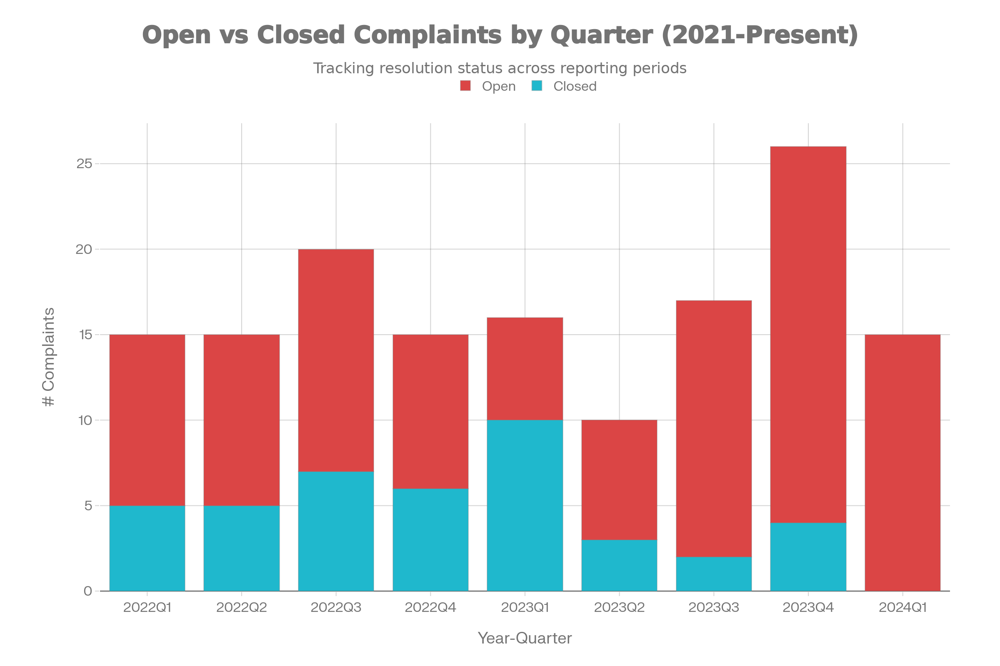 Open vs Closed Complaints by Quarter (2021-Present)
Tracking resolution status across reporting periods
Open Closed
# Complaints
25
20
15
10
5
0
2022Q1 2022Q2 2022Q3 2022Q4 2023Q1 2023Q2 2023Q3 2023Q4 2024Q1
Year-Quarter